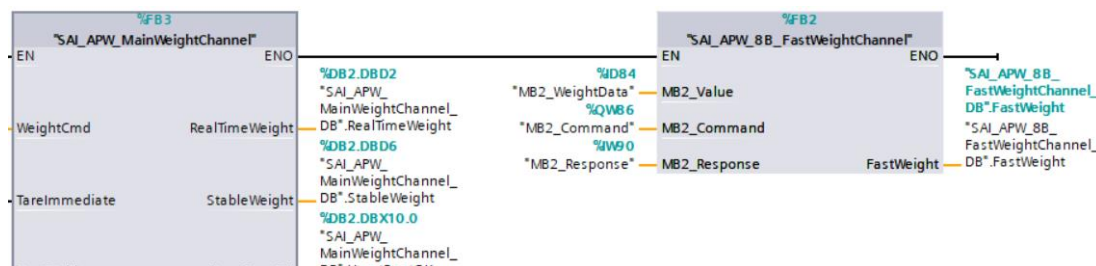 %FB3
"SAI_APW_MainWeightChannel"
EN
ENO
WeightCmd
RealTimeWeight
%DB2.DBD2
"SAI_APW_
MainWeightChannel_
DB".RealTimeWeight
TareImmediate
StableWeight
%DB2.DBD6
"SAI_APW_
MainWeightChannel_
DB".StableWeight
%DB2.DBX10.0
"SAI_APW_
MainWeightChannel_
%FB2
"SAI_APW_8B_FastWeightChannel"
EN
ENO
%ID84
"MB2_WeightData"
MB2_Value
%QW86
"MB2_Command"
MB2_Command
%IW90
"MB2_Response"
MB2_Response
FastWeight
"SAI_APW_8B_
FastWeightChannel_
DB".FastWeight
"SAI_APW_8B_
FastWeightChannel_
DB".FastWeight